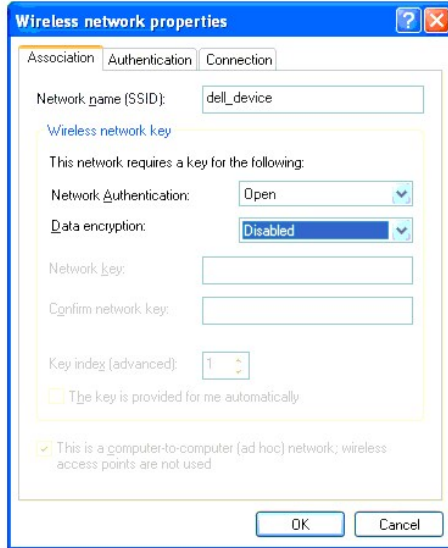 Wireless network properties
Association Authentication Connection
Network name (SSID): dell_device
Wireless network key
This network requires a key for the following:
Network Authentication: Open
Data encryption: Disabled
Network key:
Confirm network key:
Key index (advanced): 1
The key is provided for me automatically
This is a computer-to-computer (ad hoc) network; wireless
access points are not used
OK Cancel